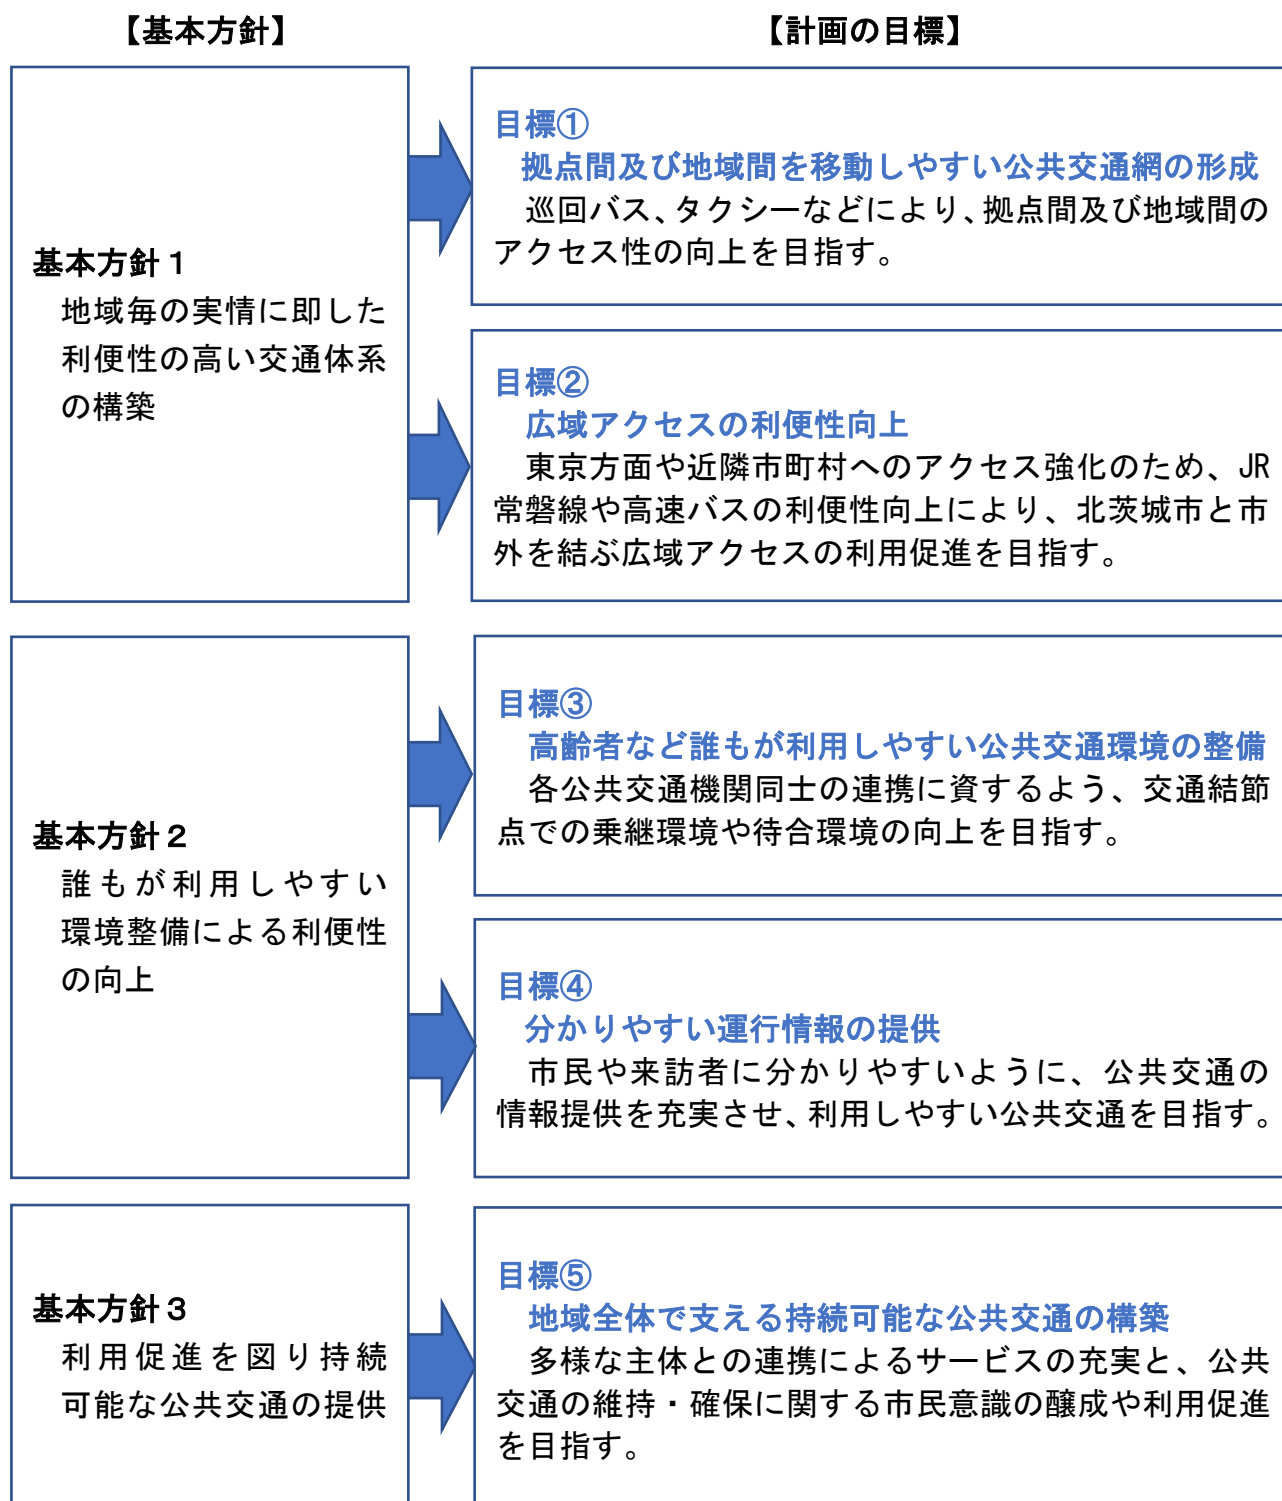 【基本方針】
【計画の目標】
基本方針１
地域毎の実情に即した
利便性の高い交通体系
の構築
目標①
拠点間及び地域間を移動しやすい公共交通網の形成
巡回バス、タクシーなどにより、拠点間及び地域間の
アクセス性の向上を目指す。
目標②
広域アクセスの利便性向上
東京方面や近隣市町村へのアクセス強化のため、JR
常磐線や高速バスの利便性向上により、北茨城市と市
外を結ぶ広域アクセスの利用促進を目指す。
基本方針２
誰もが利用しやすい
環境整備による利便性
の向上
目標③
高齢者など誰もが利用しやすい公共交通環境の整備
各公共交通機関同士の連携に資するよう、交通結節
点での乗継環境や待合環境の向上を目指す。
目標④
分かりやすい運行情報の提供
市民や来訪者に分かりやすいように、公共交通の
情報提供を充実させ、利用しやすい公共交通を目指す。
基本方針３
利用促進を図り持続
可能な公共交通の提供
目標⑤
地域全体で支える持続可能な公共交通の構築
多様な主体との連携によるサービスの充実と、公共
交通の維持・確保に関する市民意識の醸成や利用促進
を目指す。